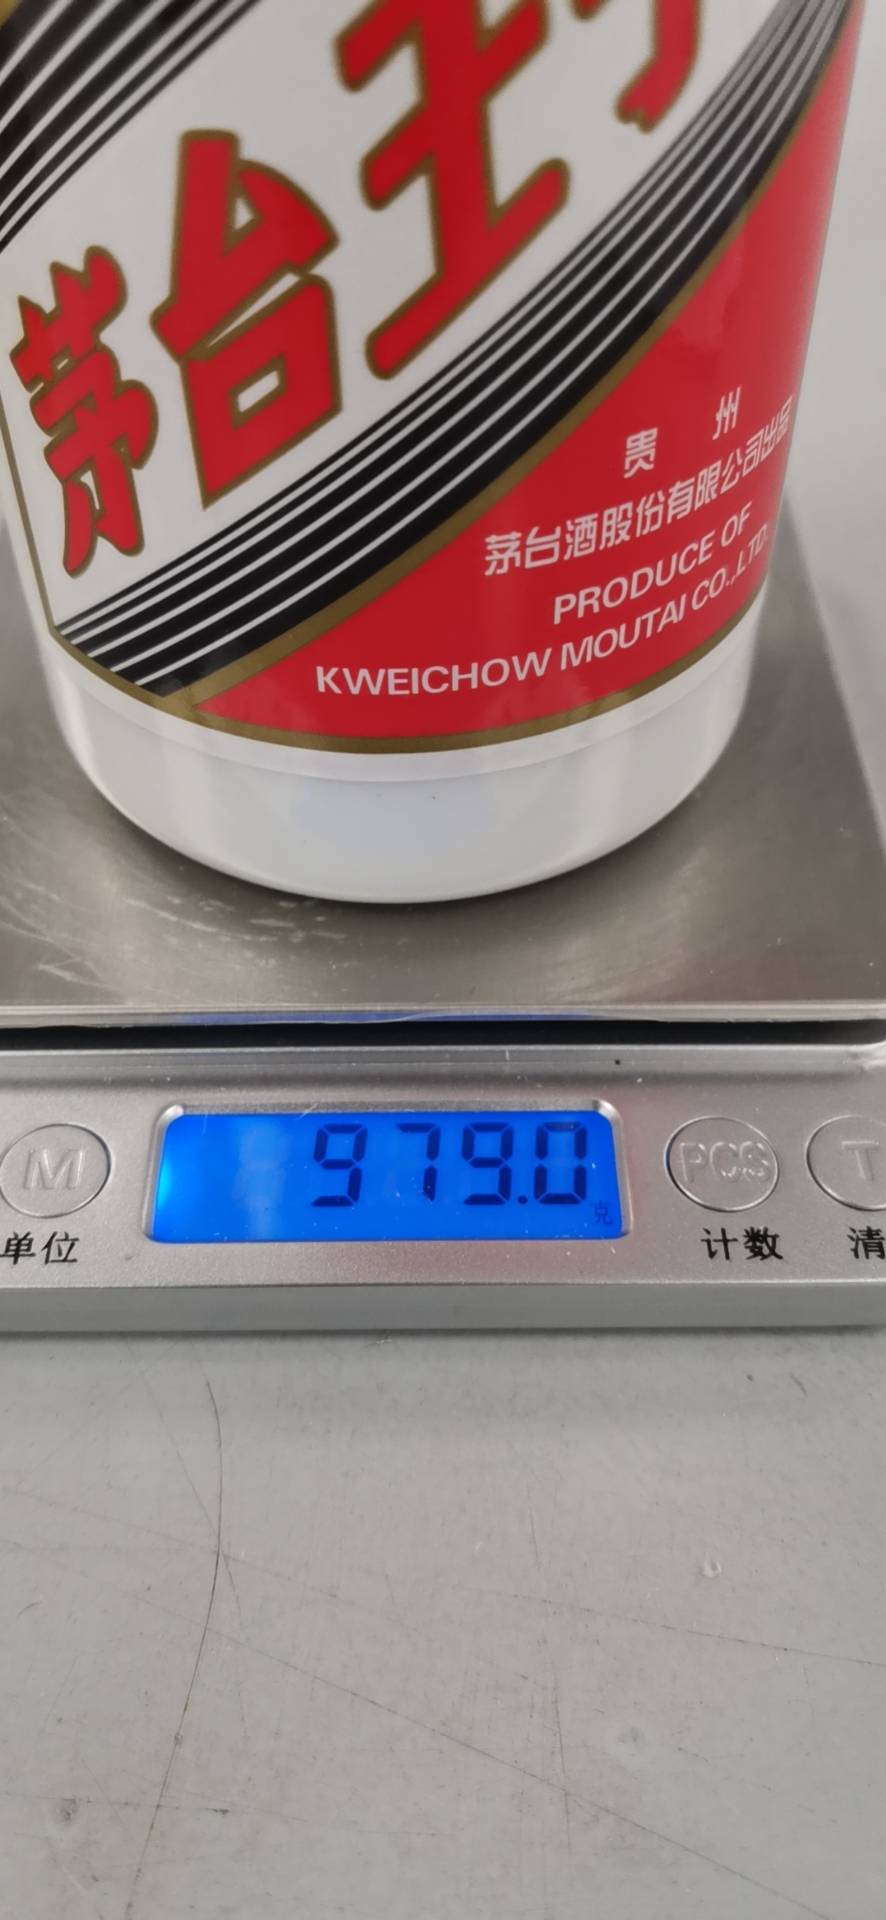 茅台王
贵州
茅台酒股份有限公司出品
PRODUCE OF
KWEICHOW MOUTAI CO.,LTD.
979.0
克
M
PCS
T
单位
计数
清